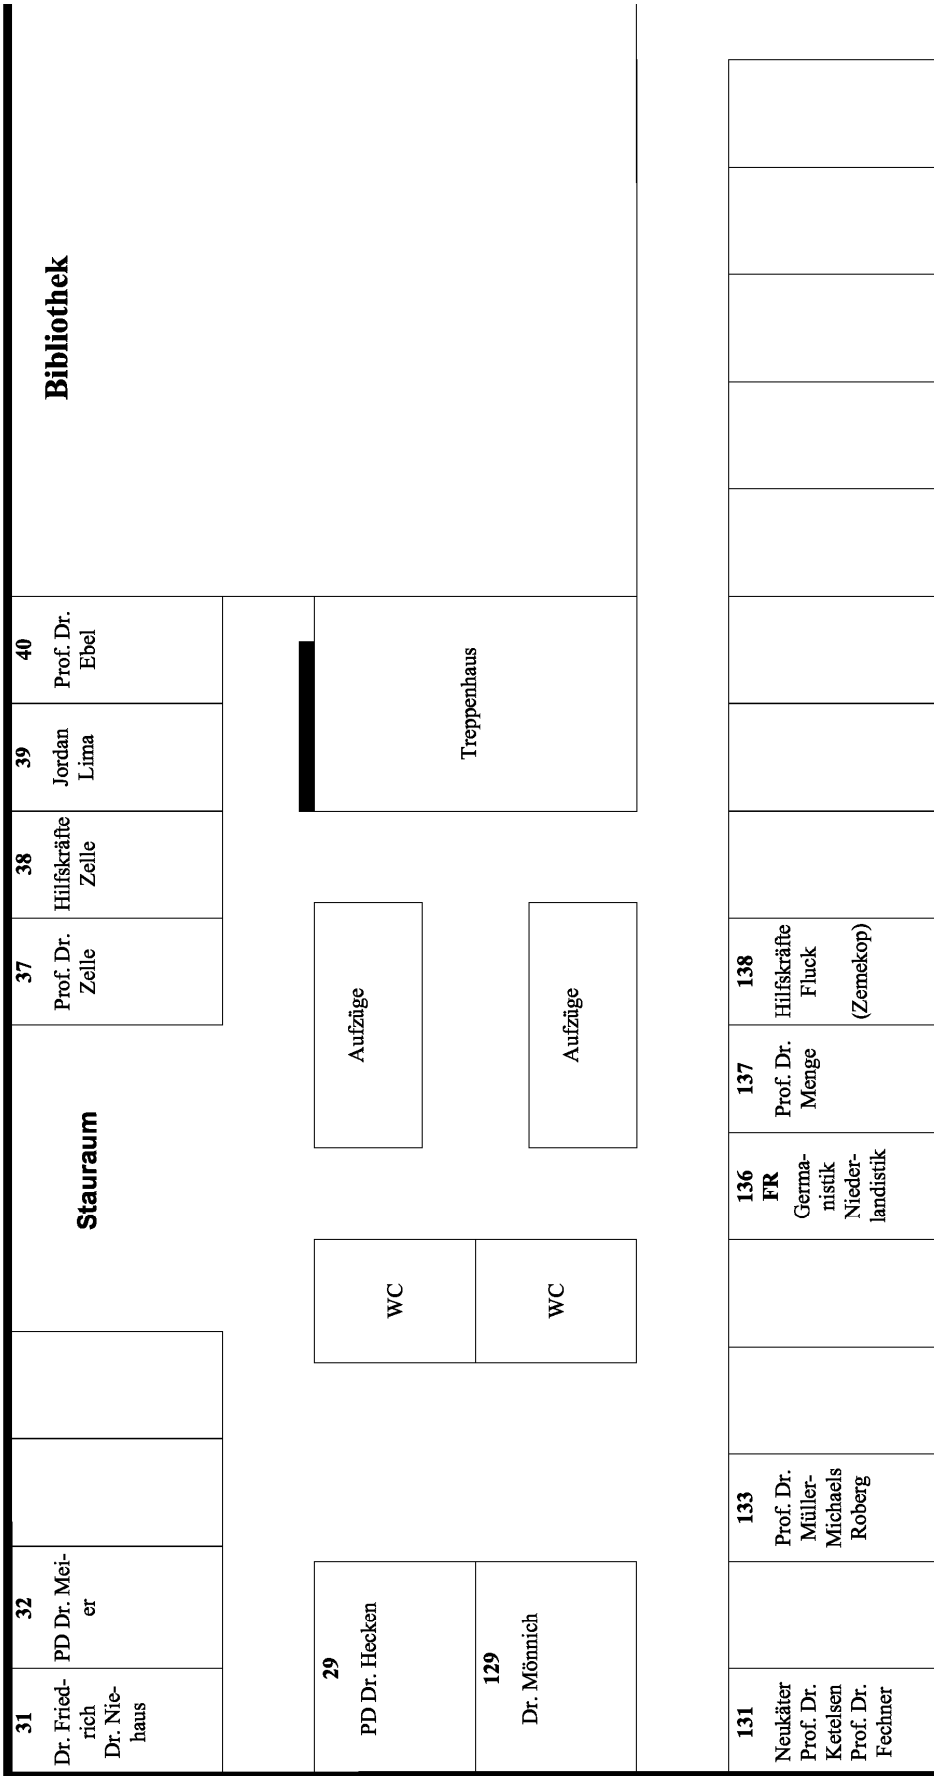 31
Dr. Fried-
rich
Dr. Nie-
haus
32
PD Dr. Mei-
er
Stauraum
37
Prof. Dr.
Zelle
38
Hilfskräfte
Zelle
39
Jordan
Lima
40
Prof. Dr.
Ebel
Bibliothek
29
PD Dr. Hecken
129
Dr. Mönnich
WC
WC
Aufzüge
Aufzüge
Treppenhaus
131
Neukäter
Prof. Dr.
Ketelsen
Prof. Dr.
Fechner
133
Prof. Dr.
Müller-
Michaels
Roberg
136
FR
Germa-
nistik
Nieder-
landistik
137
Prof. Dr.
Menge
138
Hilfskräfte
Fluck
(Zemekop)